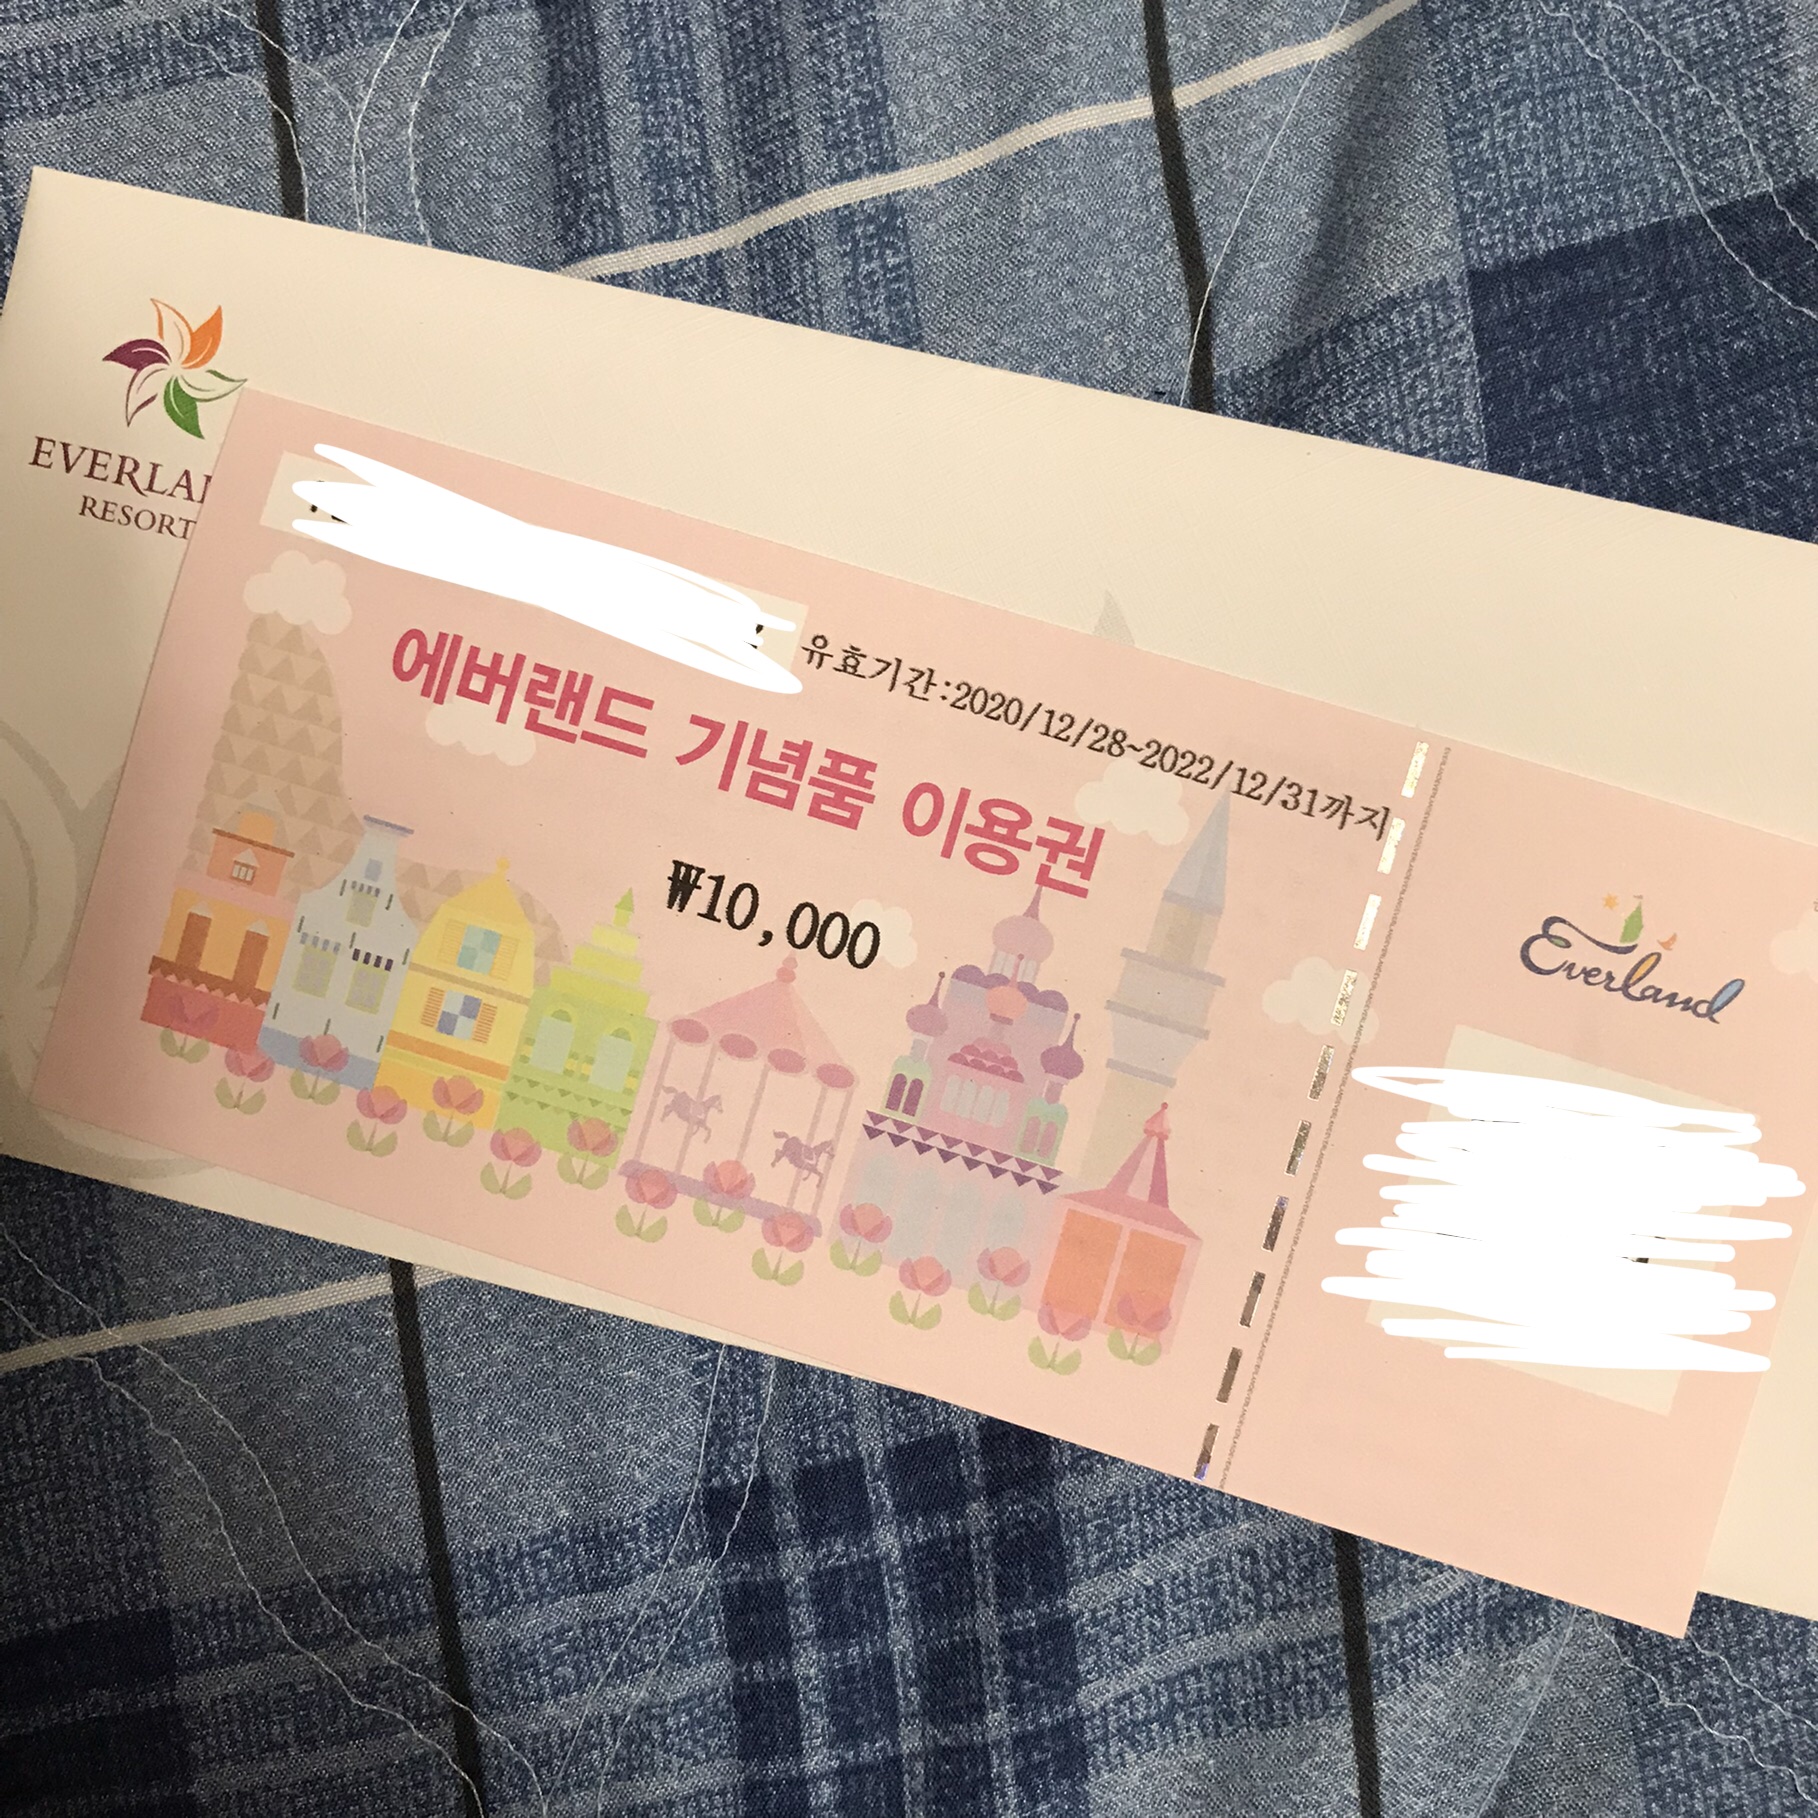 EVERLA
RESORT
유효기간:2020/12/28~2022/12/31까지
에버랜드 기념품 이용권
₩10,000
Everland